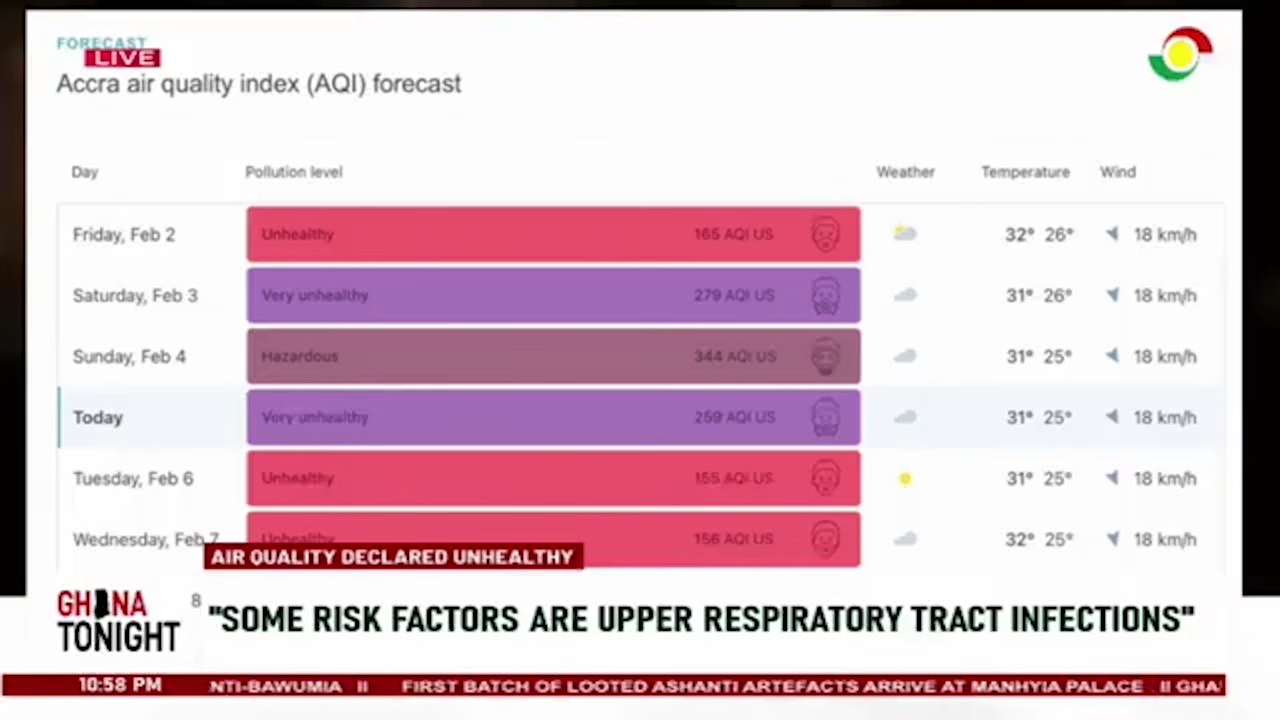 FORECAST
LIVE
Accra air quality index (AQI) forecast
Day Pollution level Weather Temperature Wind
Friday, Feb 2 Unhealthy 165 AQI US 32° 26° 18 km/h
Saturday, Feb 3 Very unhealthy 279 AQI US 31° 26° 18 km/h
Sunday, Feb 4 Hazardous 344 AQI US 31° 25° 18 km/h
Today Very unhealthy 259 AQI US 31° 25° 18 km/h
Tuesday, Feb 6 Unhealthy 155 AQI US 31° 25° 18 km/h
Wednesday, Feb 7 Unhealthy 156 AQI US 32° 25° 18 km/h
AIR QUALITY DECLARED UNHEALTHY
GHANA
TONIGHT
8
"SOME RISK FACTORS ARE UPPER RESPIRATORY TRACT INFECTIONS"
10:58 PM NTI-BAWUMIA II FIRST BATCH OF LOOTED ASHANTI ARTEFACTS ARRIVE AT MANHYIA PALACE II GHA